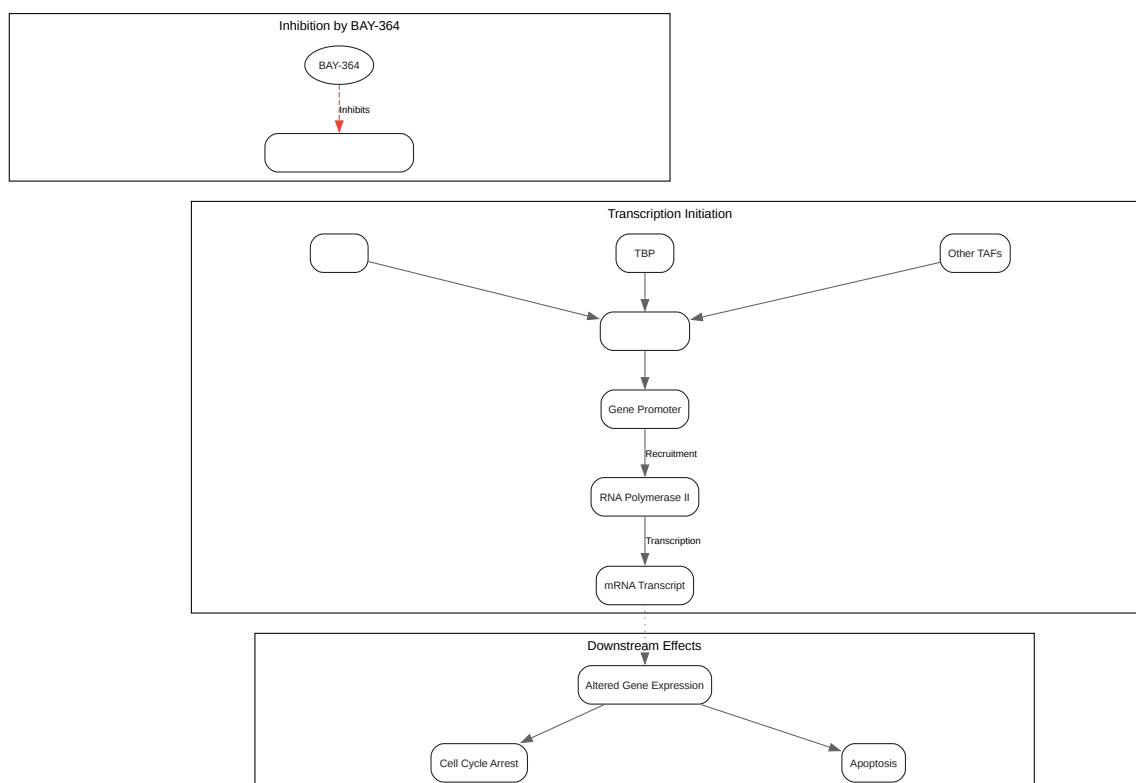 Inhibition by BAY-364
BAY-364
Inhibits
Transcription Initiation
TBP
Other TAFs
Gene Promoter
Recruitment
RNA Polymerase II
Transcription
mRNA Transcript
Downstream Effects
Altered Gene Expression
Cell Cycle Arrest
Apoptosis